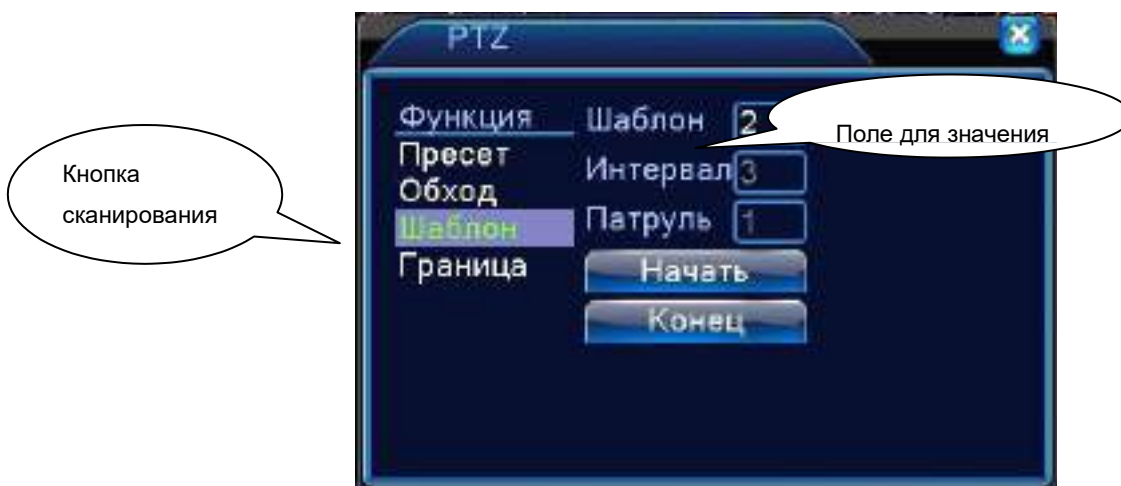 PTZ
Функция
Пресет
Обход
Шаблон
Граница
Шаблон 2
Интервал 3
Патруль 1
Начать
Конец
Кнопка
сканирования
Поле для значения